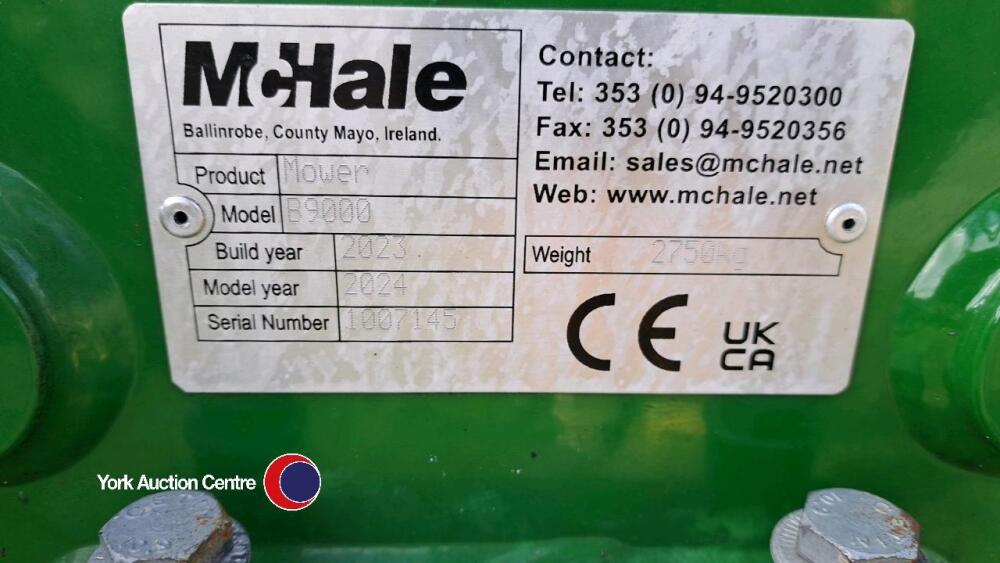 McHale
Ballinrobe, County Mayo, Ireland.
Product Mower
Model B9000
Build year 2023
Model year 2024
Serial Number 1007145
Contact:
Tel: 353 (0) 94-9520300
Fax: 353 (0) 94-9520356
Email: sales@mchale.net
Web: www.mchale.net
Weight 2750kg
CE
UK
CA
York Auction Centre